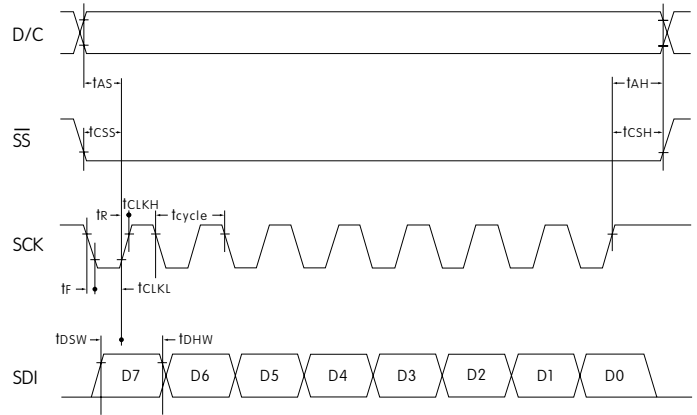 D/C
tAS tAH
SS
tCSS tCSH
tR tCLKH tcycle
SCK
tF tCLKL
tDSW tDHW
SDI D7 D6 D5 D4 D3 D2 D1 D0